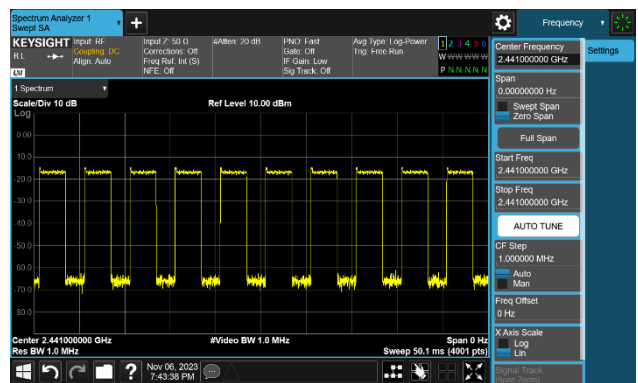 Spectrum Analyzer 1
Swept SA
Frequency
KEYSIGHT Input: RF
RL Coupling: DC
Align: Auto
LXI
Input Z: 50 Ω
Corrections: Off
Freq Ref: Int (S)
NFE: Off
#Atten: 20 dB
PNO: Fast
Gate: Off
IF Gain: Low
Sig Track: Off
Avg Type: Log-Power
Trig: Free Run
1 2 3 4 5 6
W W W W W W
P N N N N N
Center Frequency
2.441000000 GHz
Settings
Span
0.00000000 Hz
Swept Span
Zero Span
Full Span
Start Freq
2.441000000 GHz
Stop Freq
2.441000000 GHz
AUTO TUNE
CF Step
1.000000 MHz
Auto
Man
Freq Offset
0 Hz
X Axis Scale
Log
Lin
Signal Track
(Span Zoom)
1 Spectrum
Scale/Div 10 dB
Ref Level 10.00 dBm
Log
0.00
-10.0
-20.0
-30.0
-40.0
-50.0
-60.0
-70.0
-80.0
Center 2.441000 GHz
#Video BW 1.0 MHz
Span 0 Hz
Res BW 1.0 MHz
Sweep 50.1 ms (4001 pts)
?
Nov 06, 2023
7:43:38 PM